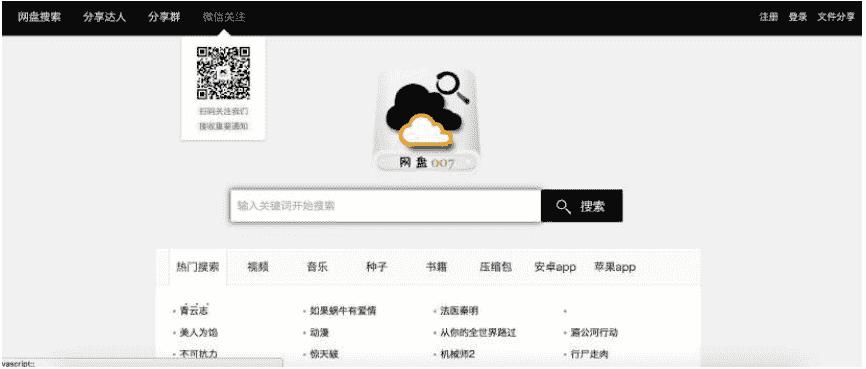 网盘搜索 分享达人 分享群 微信关注 注册 登录 文件分享
扫码关注我们
接收重要通知
网盘007
输入关键词开始搜索 搜索
热门搜索 视频 音乐 种子 书籍 压缩包 安卓app 苹果app
青云志 如果蜗牛有爱情 法医秦明
美人为馅 动漫 从你的全世界路过 湄公河行动
不可抗力 惊天破 机械师2 行尸走肉
vascript: